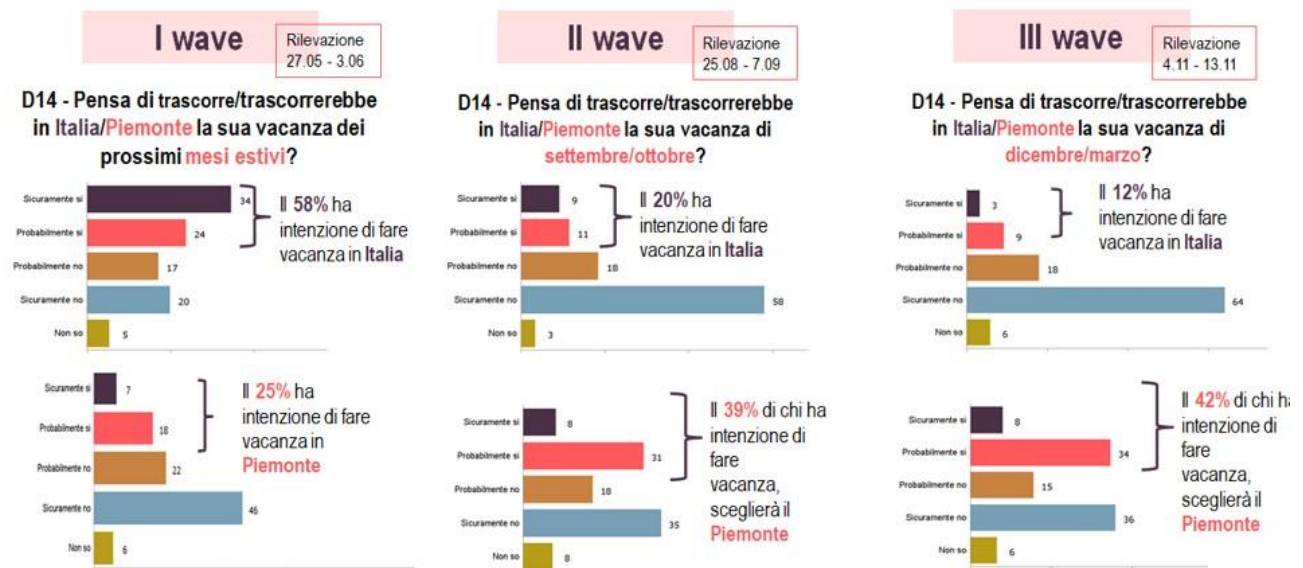 I wave
Rilevazione
27.05 - 3.06
D14 - Pensa di trascorre/trascorrerebbe
in Italia/Piemonte la sua vacanza dei
prossimi mesi estivi?
Sicuramente si 34
Probabilmente si 24
Probabilmente no 17
Sicuramente no 20
Non so 5
Il 58% ha
intenzione di fare
vacanza in Italia
Sicuramente si 7
Probabilmente si 18
Probabilmente no 22
Sicuramente no 46
Non so 6
Il 25% ha
intenzione di fare
vacanza in
Piemonte
II wave
Rilevazione
25.08 - 7.09
D14 - Pensa di trascorre/trascorrerebbe
in Italia/Piemonte la sua vacanza di
settembre/ottobre?
Sicuramente si 9
Probabilmente si 11
Probabilmente no 18
Sicuramente no 58
Non so 3
Il 20% ha
intenzione di fare
vacanza in Italia
Sicuramente si 8
Probabilmente si 31
Probabilmente no 18
Sicuramente no 35
Non so 8
Il 39% di chi ha
intenzione di
fare
vacanza,
sceglierà il
Piemonte
III wave
Rilevazione
4.11 - 13.11
D14 - Pensa di trascorre/trascorrerebbe
in Italia/Piemonte la sua vacanza di
dicembre/marzo?
Sicuramente si 3
Probabilmente si 9
Probabilmente no 18
Sicuramente no 64
Non so 6
Il 12% ha
intenzione di fare
vacanza in Italia
Sicuramente si 8
Probabilmente si 34
Probabilmente no 15
Sicuramente no 36
Non so 6
Il 42% di chi ha
intenzione di
fare
vacanza,
sceglierà il
Piemonte